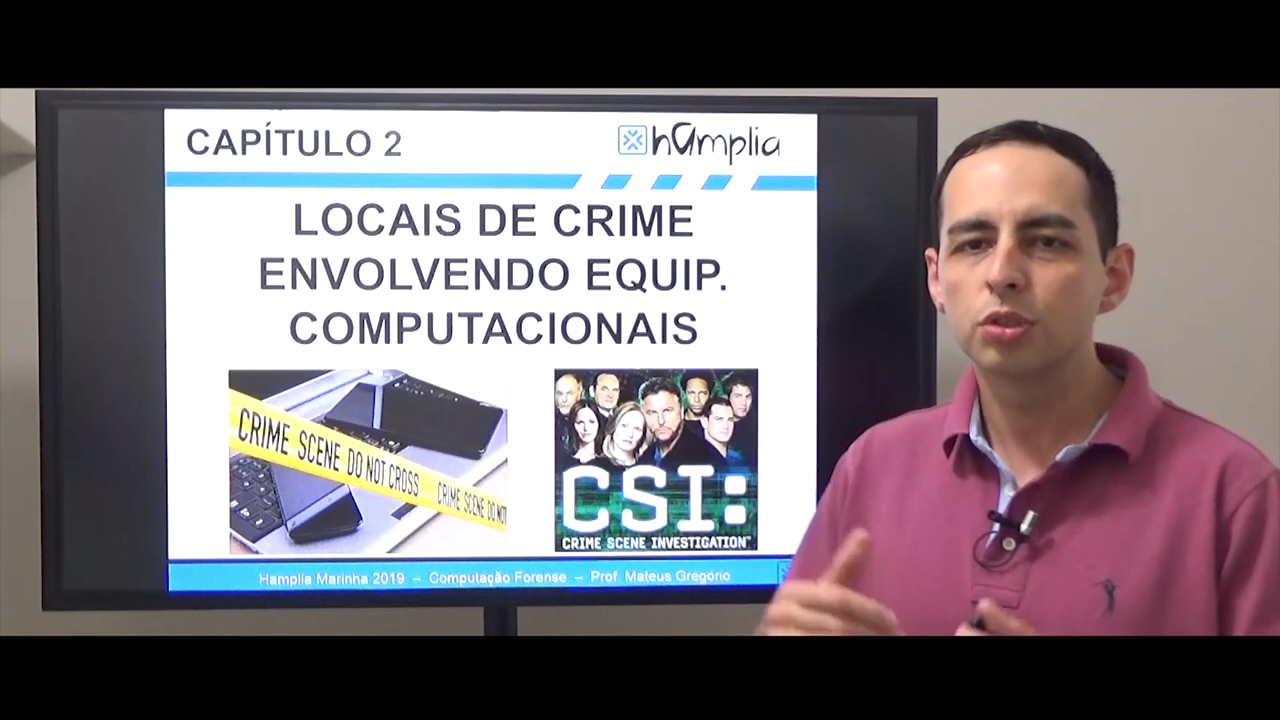 CAPÍTULO 2
hamplia
LOCAIS DE CRIME
ENVOLVENDO EQUIP.
COMPUTACIONAIS
CRIME SCENE DO NOT CROSS
CRIME SCENE DO NOT
CSI:
CRIME SCENE INVESTIGATION
Hamplia Marinha 2019 – Computação Forense – Prof. Mateus Gregório